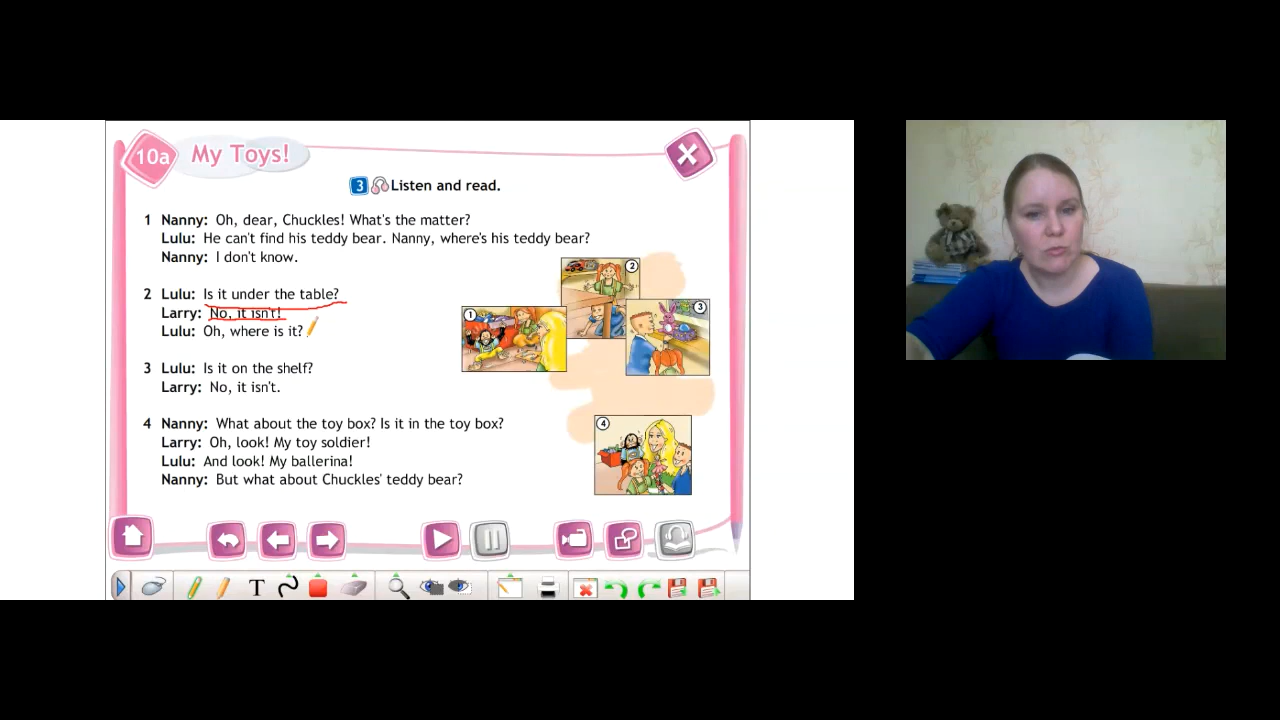 10a My Toys!
3 Listen and read.
1 Nanny: Oh, dear, Chuckles! What's the matter?
Lulu: He can't find his teddy bear. Nanny, where's his teddy bear?
Nanny: I don't know.
2 Lulu: Is it under the table?
Larry: No, it isn't!
Lulu: Oh, where is it?
3 Lulu: Is it on the shelf?
Larry: No, it isn't.
4 Nanny: What about the toy box? Is it in the toy box?
Larry: Oh, look! My toy soldier!
Lulu: And look! My ballerina!
Nanny: But what about Chuckles' teddy bear?
2
1
3
4
T